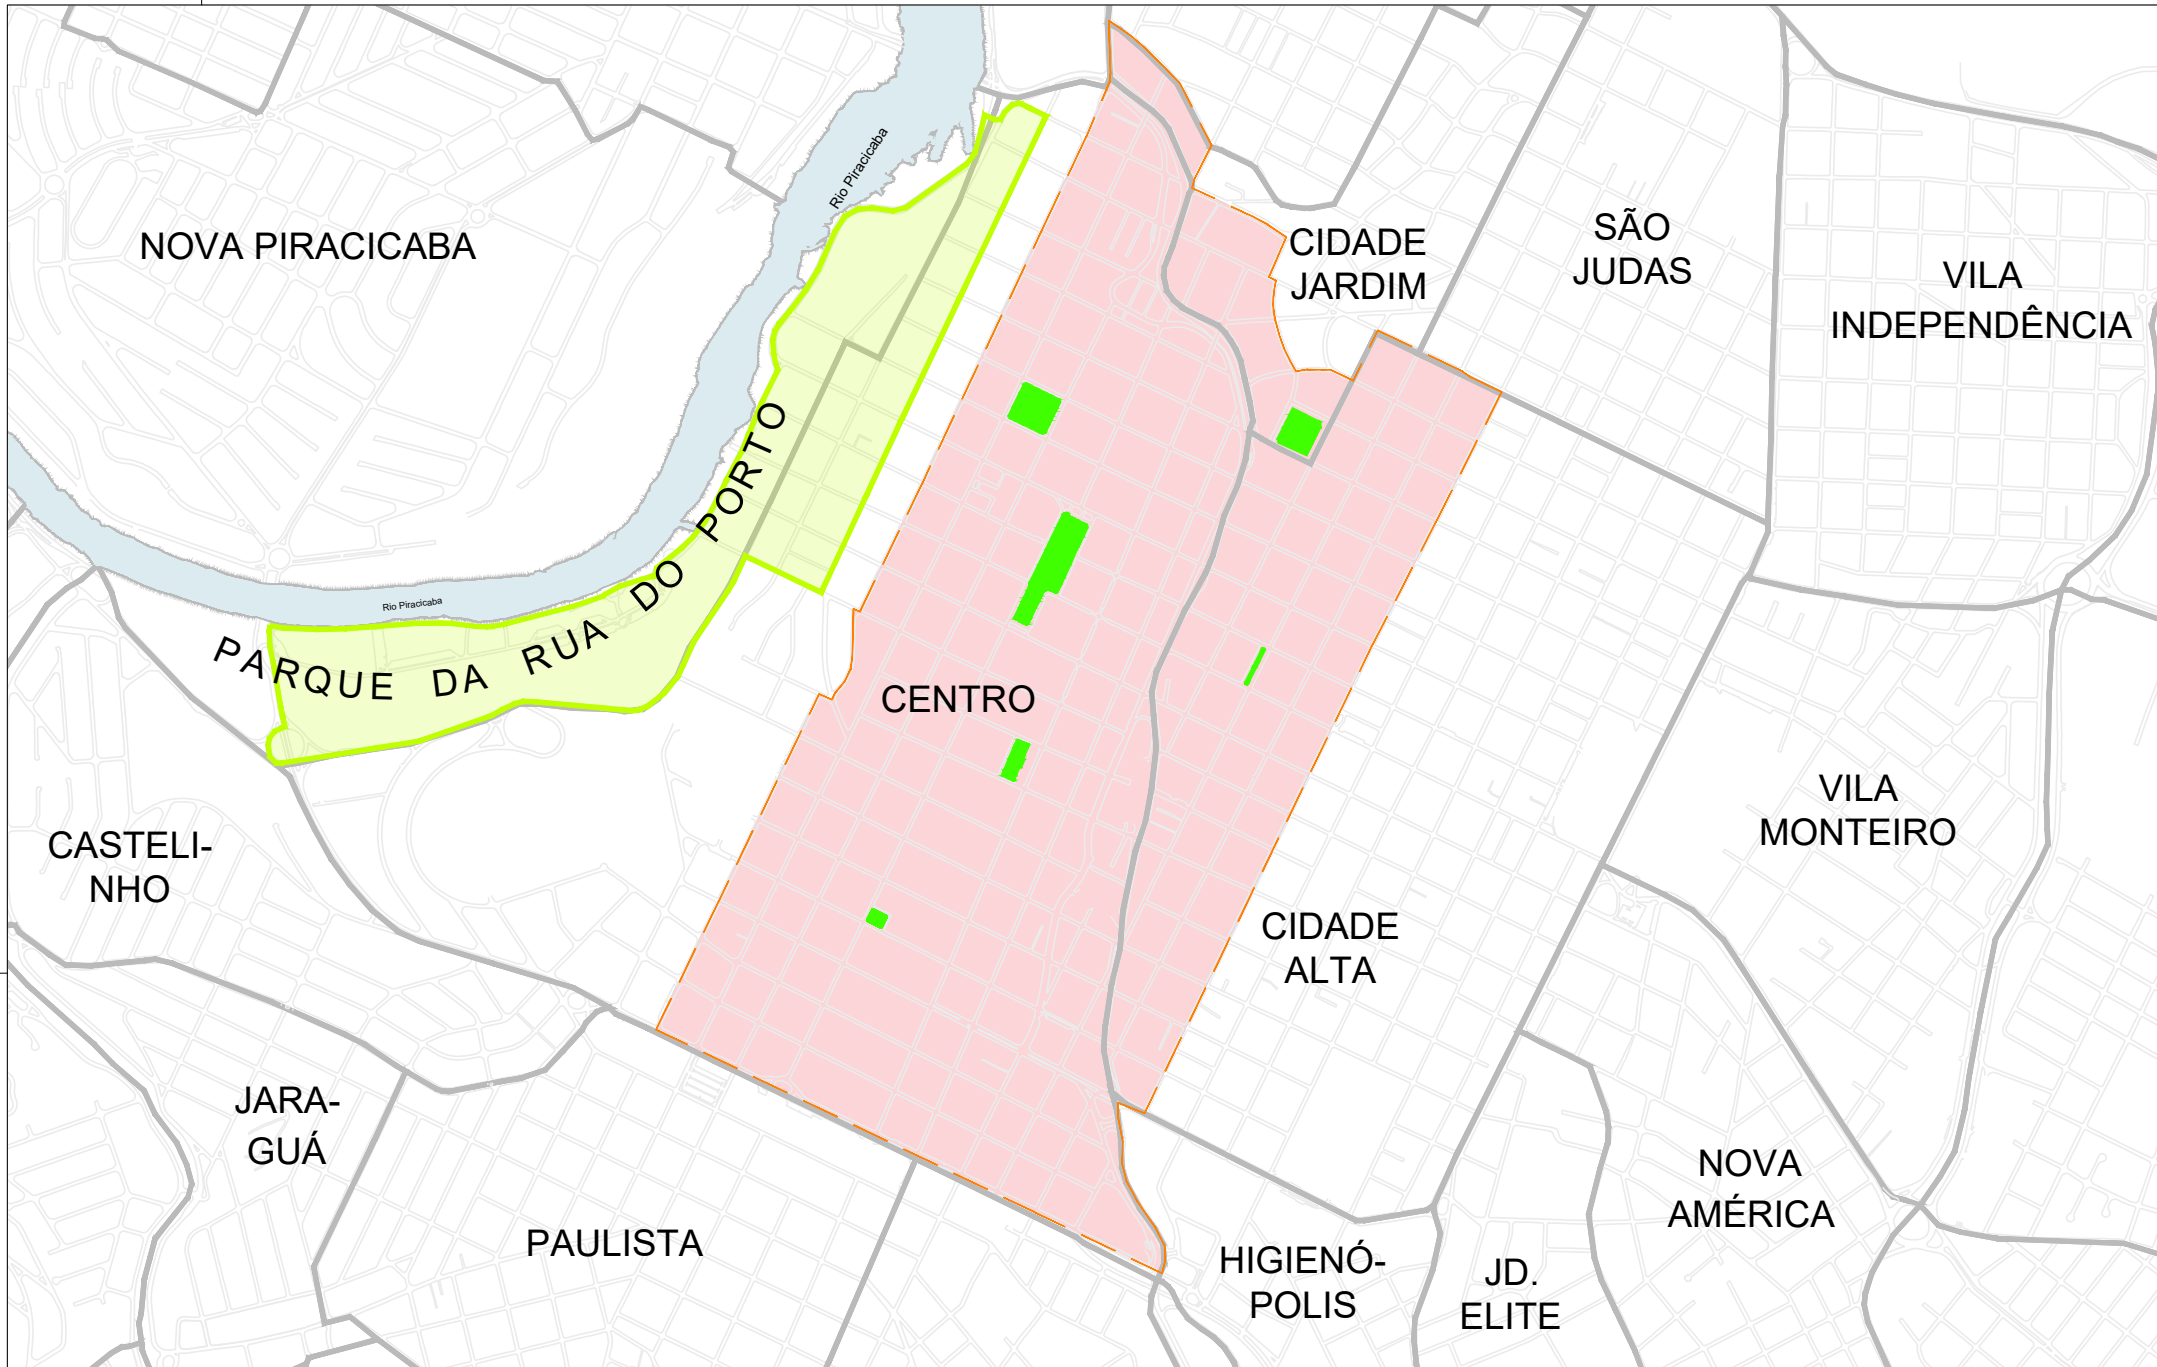 Rio Piracicaba
NOVA PIRACICABA
CIDADE
JARDIM
SÃO
JUDAS
VILA
INDEPENDÊNCIA
Rio Piracicaba
PARQUE DA RUA DO PORTO
CENTRO
CASTELI-
NHO
VILA
MONTEIRO
CIDADE
ALTA
JARA-
GUÁ
PAULISTA
NOVA
AMÉRICA
HIGIENÓ-
POLIS
JD.
ELITE